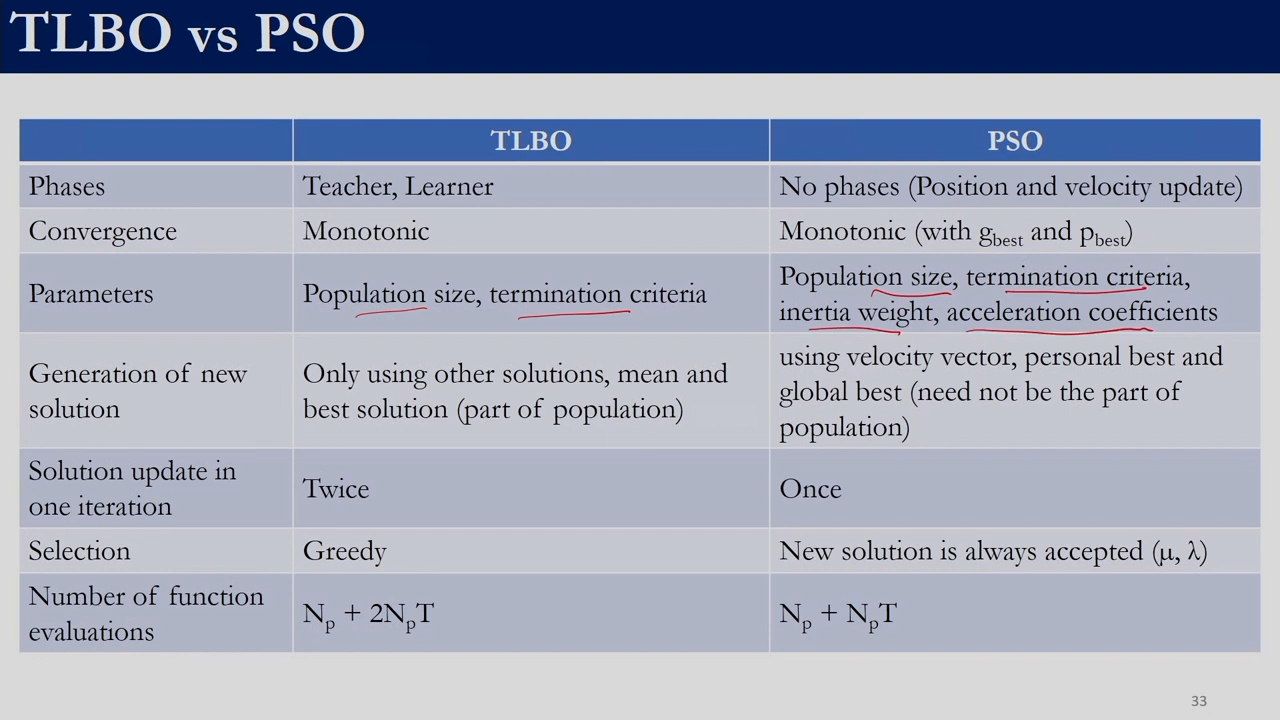 TLBO vs PSO
TLBO
PSO
Phases
Teacher, Learner
No phases (Position and velocity update)
Convergence
Monotonic
Monotonic (with gbest and pbest)
Parameters
Population size, termination criteria
Population size, termination criteria,
inertia weight, acceleration coefficients
Generation of new
solution
Only using other solutions, mean and
best solution (part of population)
using velocity vector, personal best and
global best (need not be the part of
population)
Solution update in
one iteration
Twice
Once
Selection
Greedy
New solution is always accepted (μ, λ)
Number of function
evaluations
Np + 2NpT
Np + NpT
33